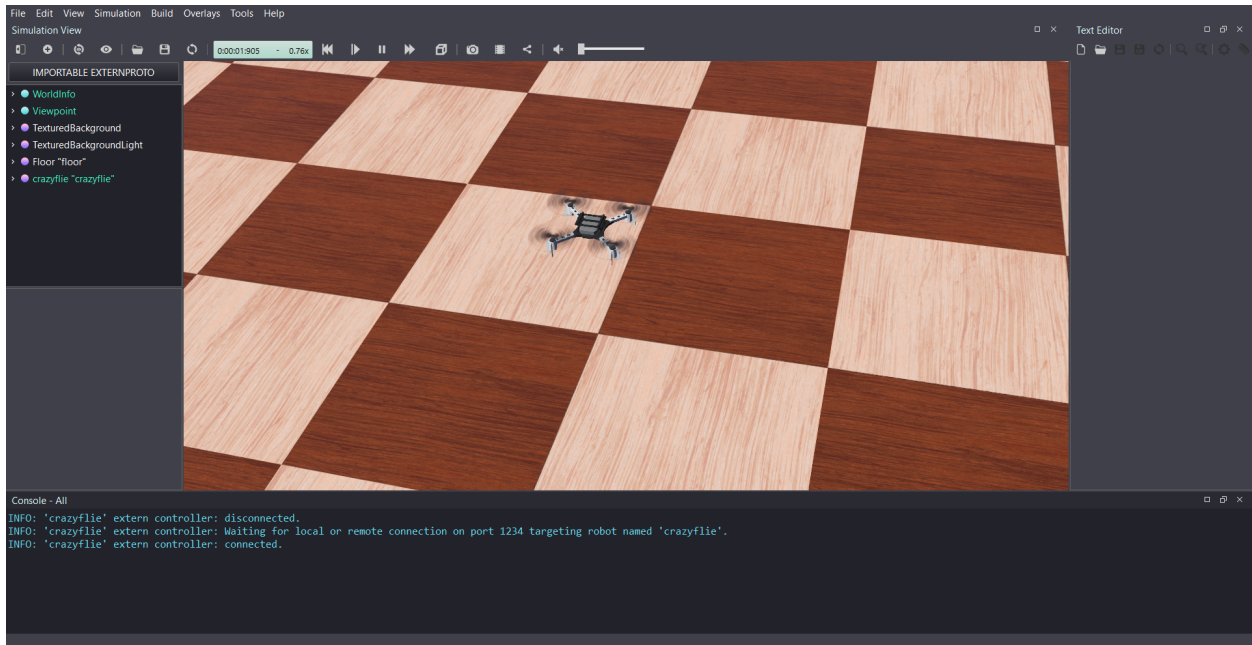 File Edit View Simulation Build Overlays Tools Help
Simulation View
Text Editor
0:00:01:905 - 0.76x
IMPORTABLE EXTERNPROTO
WorldInfo
Viewpoint
TexturedBackground
TexturedBackgroundLight
Floor "floor"
crazyflie "crazyflie"
Console - All
INFO: 'crazyflie' extern controller: disconnected.
INFO: 'crazyflie' extern controller: Waiting for local or remote connection on port 1234 targeting robot named 'crazyflie'.
INFO: 'crazyflie' extern controller: connected.